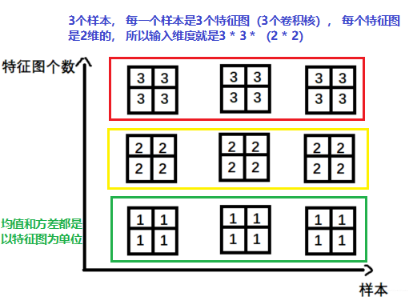 3个样本， 每一个样本是3个特征图（3个卷积核）， 每个特征图
是2维的， 所以输入维度就是3 * 3 * （2 * 2）
特征图个数
3 3 3 3 3 3
3 3 3 3 3 3
2 2 2 2 2 2
2 2 2 2 2 2
1 1 1 1 1 1
1 1 1 1 1 1
均值和方差都是
以特征图为单位
样本